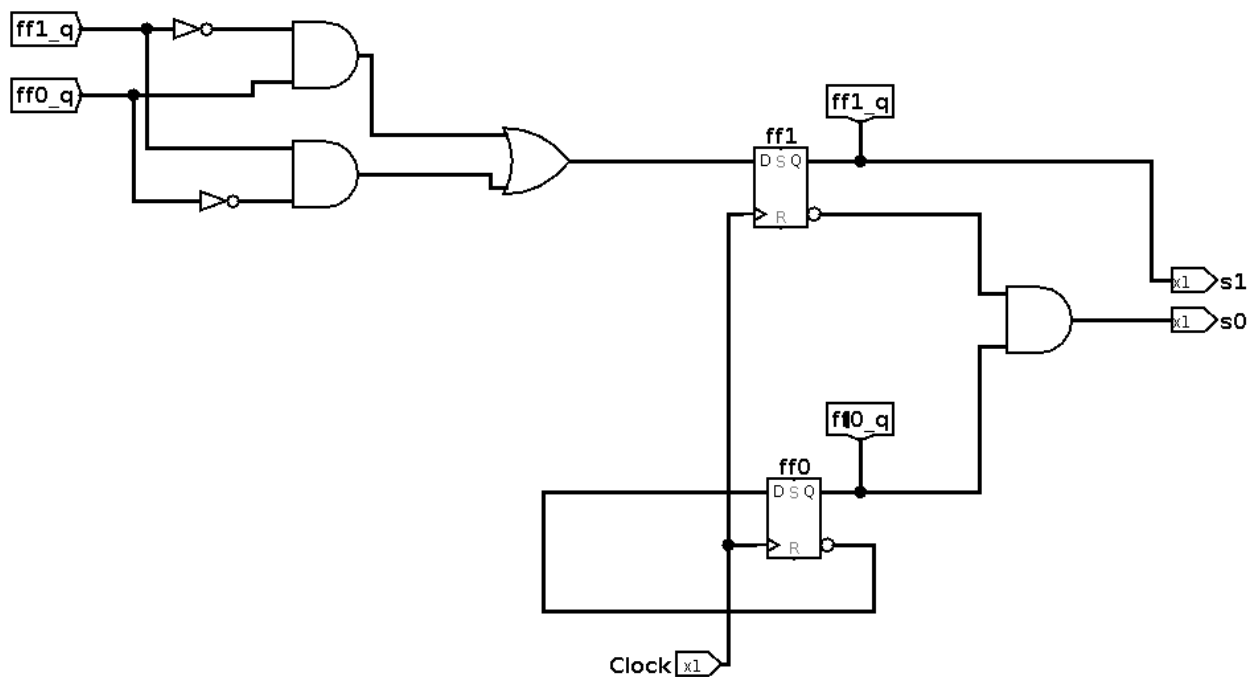 ff1_q
ff0_q
ff1_q
ff1
D S Q
R
s1
x1
s0
x1
ff0_q
ff0
D S Q
R
Clock x1